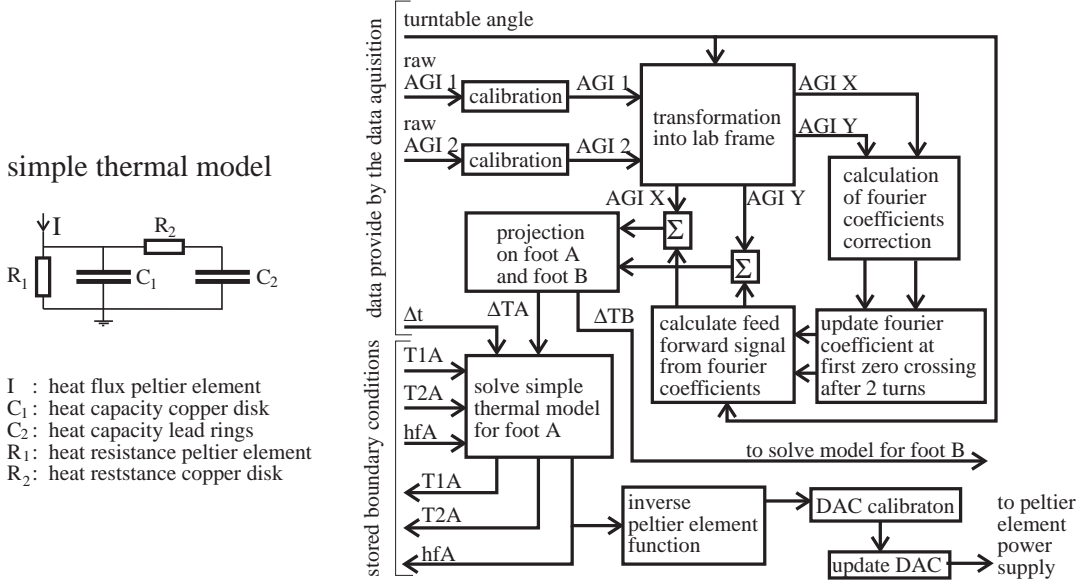 simple thermal model
I
R2
R1
C1
C2
I : heat flux peltier element
C1 : heat capacity copper disk
C2 : heat capacity lead rings
R1 : heat resistance peltier element
R2 : heat reststance copper disk
data provide by the data aquisition
stored boundary conditions
turntable angle
raw
AGI 1
calibration
AGI 1
raw
AGI 2
calibration
AGI 2
transformation
into lab frame
AGI X
AGI Y
calculation
of fourier
coefficients
correction
AGI X
AGI Y
Σ
Σ
projection
on foot A
and foot B
Δt
ΔTA
ΔTB
calculate feed
forward signal
from fourier
coefficients
update fourier
coefficient at
first zero crossing
after 2 turns
T1A
T2A
hfA
solve simple
thermal model
for foot A
to solve model for foot B
T1A
T2A
hfA
inverse
peltier element
function
DAC calibraton
update DAC
to peltier
element
power
supply